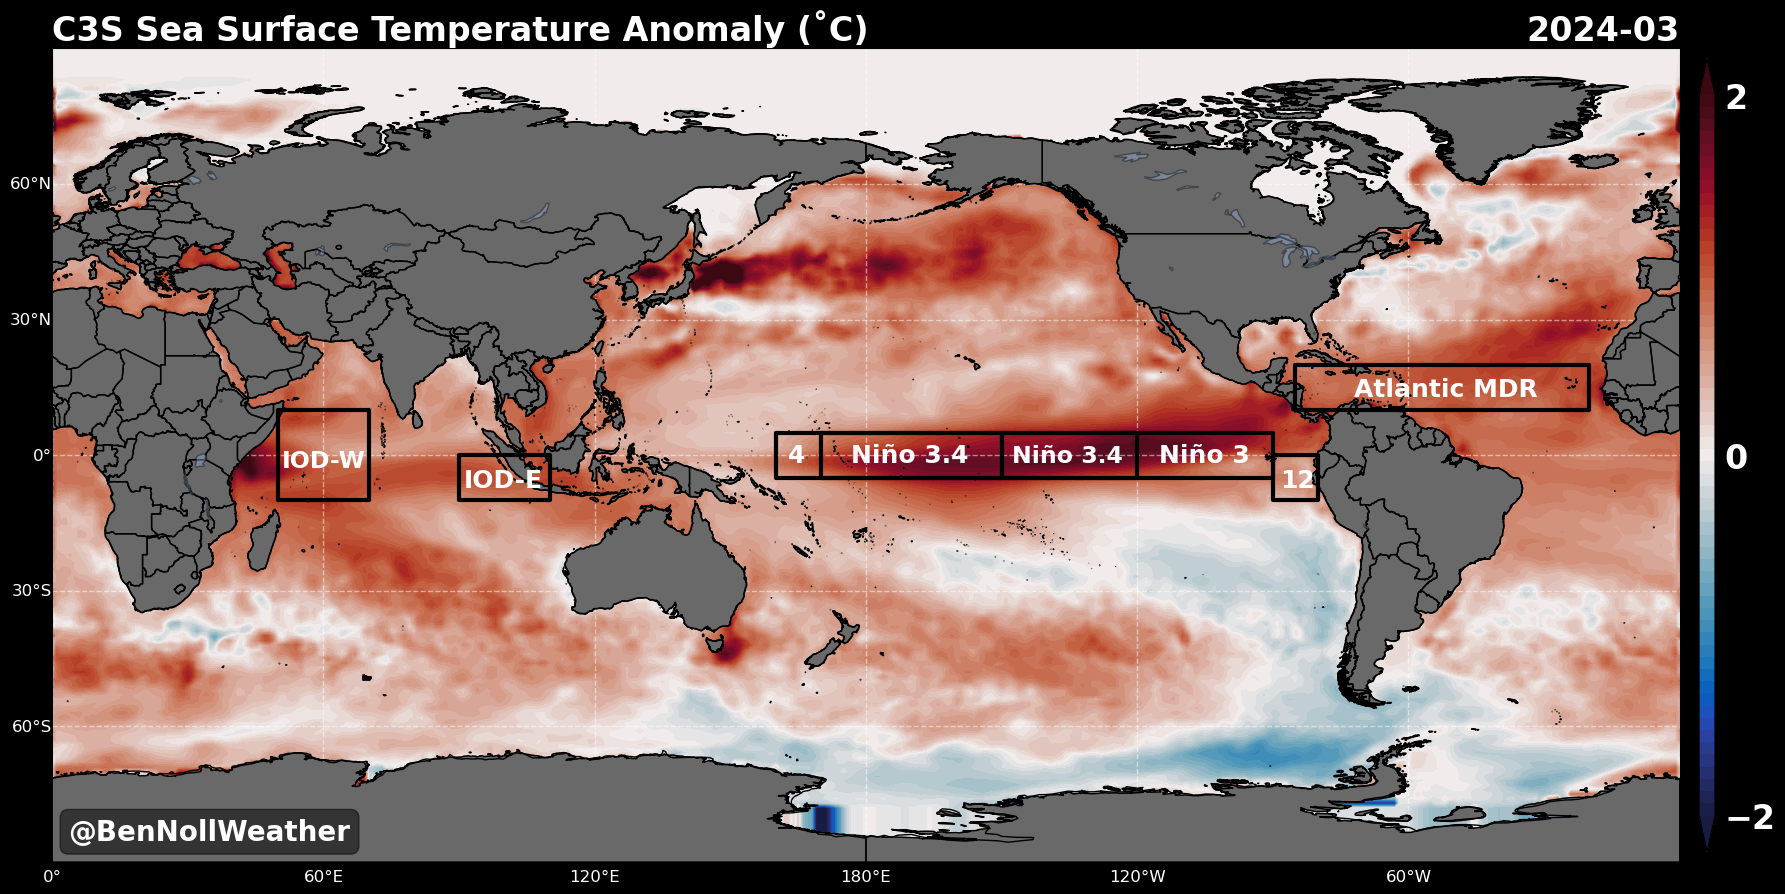 C3S Sea Surface Temperature Anomaly (˚C)
2024-03
2
60°N
30°N
Atlantic MDR
0°
IOD-W
IOD-E
4
Niño 3.4
Niño 3.4
Niño 3
12
0
30°S
60°S
@BenNollWeather
−2
0°
60°E
120°E
180°E
120°W
60°W